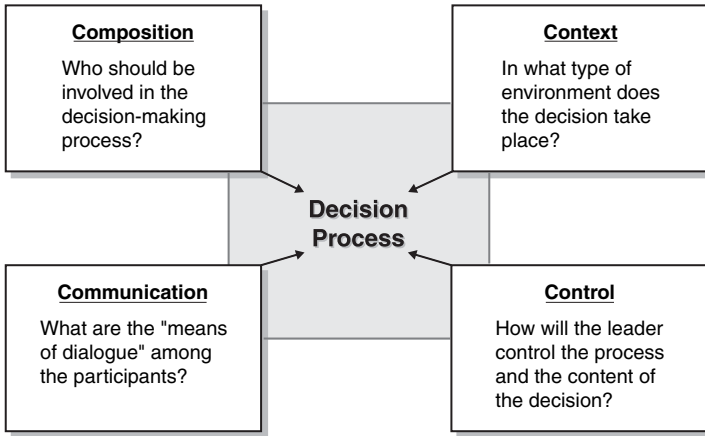 Composition
Who should be
involved in the
decision-making
process?
Context
In what type of
environment does
the decision take
place?
Decision
Process
Communication
What are the "means
of dialogue" among
the participants?
Control
How will the leader
control the process
and the content of
the decision?